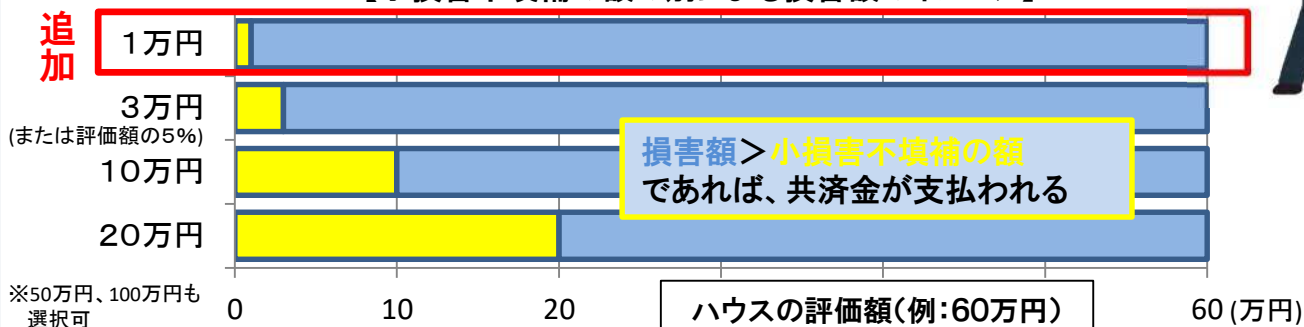 追加
1万円
3万円
(または評価額の5%)
10万円
20万円
※50万円、100万円も
選択可
損害額＞小損害不填補の額
であれば、共済金が支払われる
0
10
20
ハウスの評価額(例:60万円)
60 (万円)